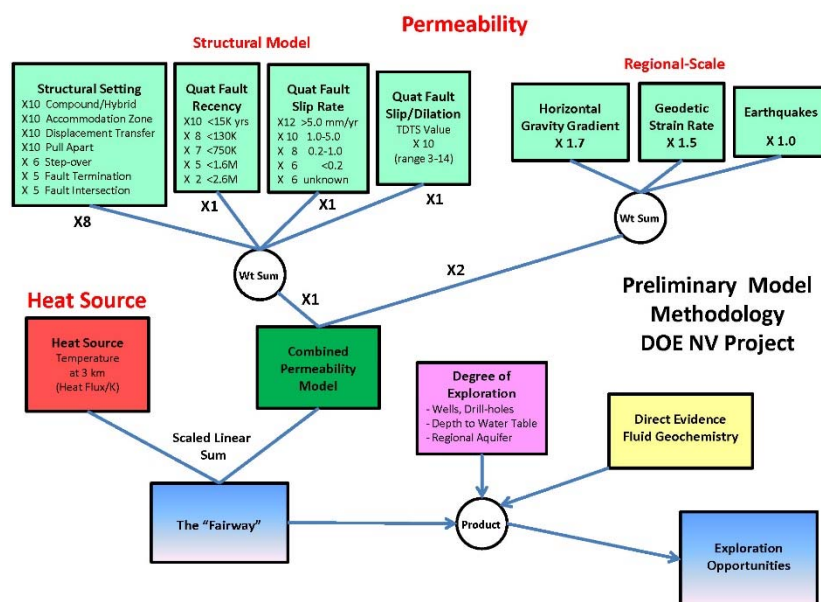 Permeability
Structural Model
Regional-Scale
Structural Setting
X10 Compound/Hybrid
X10 Accommodation Zone
X10 Displacement Transfer
X10 Pull Apart
X 6 Step-over
X 5 Fault Termination
X 5 Fault Intersection
Quat Fault
Recency
X10 <15K yrs
X 8 <130K
X 7 <750K
X 5 <1.6M
X 2 <2.6M
Quat Fault
Slip Rate
X12 >5.0 mm/yr
X 10 1.0-5.0
X 8 0.2-1.0
X 6 <0.2
X 6 unknown
Quat Fault
Slip/Dilation
TDTS Value
X 10
(range 3-14)
Horizontal
Gravity Gradient
X 1.7
Geodetic
Strain Rate
X 1.5
Earthquakes
X 1.0
X8
X1
X1
X1
Wt Sum
Wt Sum
X1
X2
Preliminary Model
Methodology
DOE NV Project
Heat Source
Heat Source
Temperature
at 3 km
(Heat Flux/K)
Combined
Permeability
Model
Degree of
Exploration
- Wells, Drill-holes
- Depth to Water Table
- Regional Aquifer
Direct Evidence
Fluid Geochemistry
Scaled Linear
Sum
The "Fairway"
Product
Exploration
Opportunities